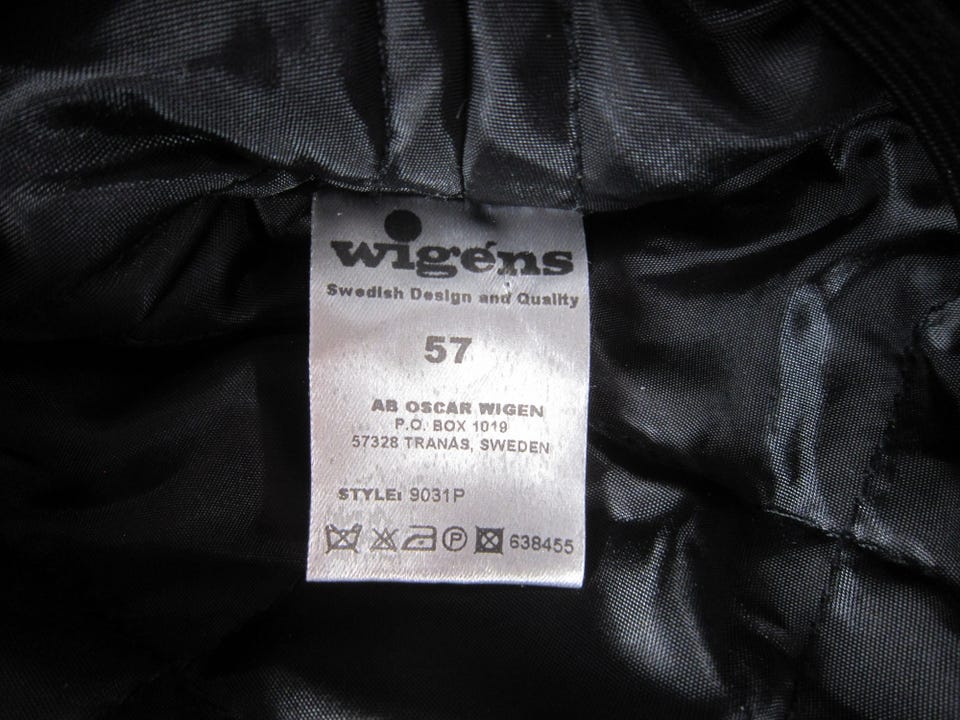 wigéns
Swedish Design and Quality
57
AB OSCAR WIGEN
P.O. BOX 1019
57328 TRANÅS, SWEDEN
STYLE: 9031P
P 638455